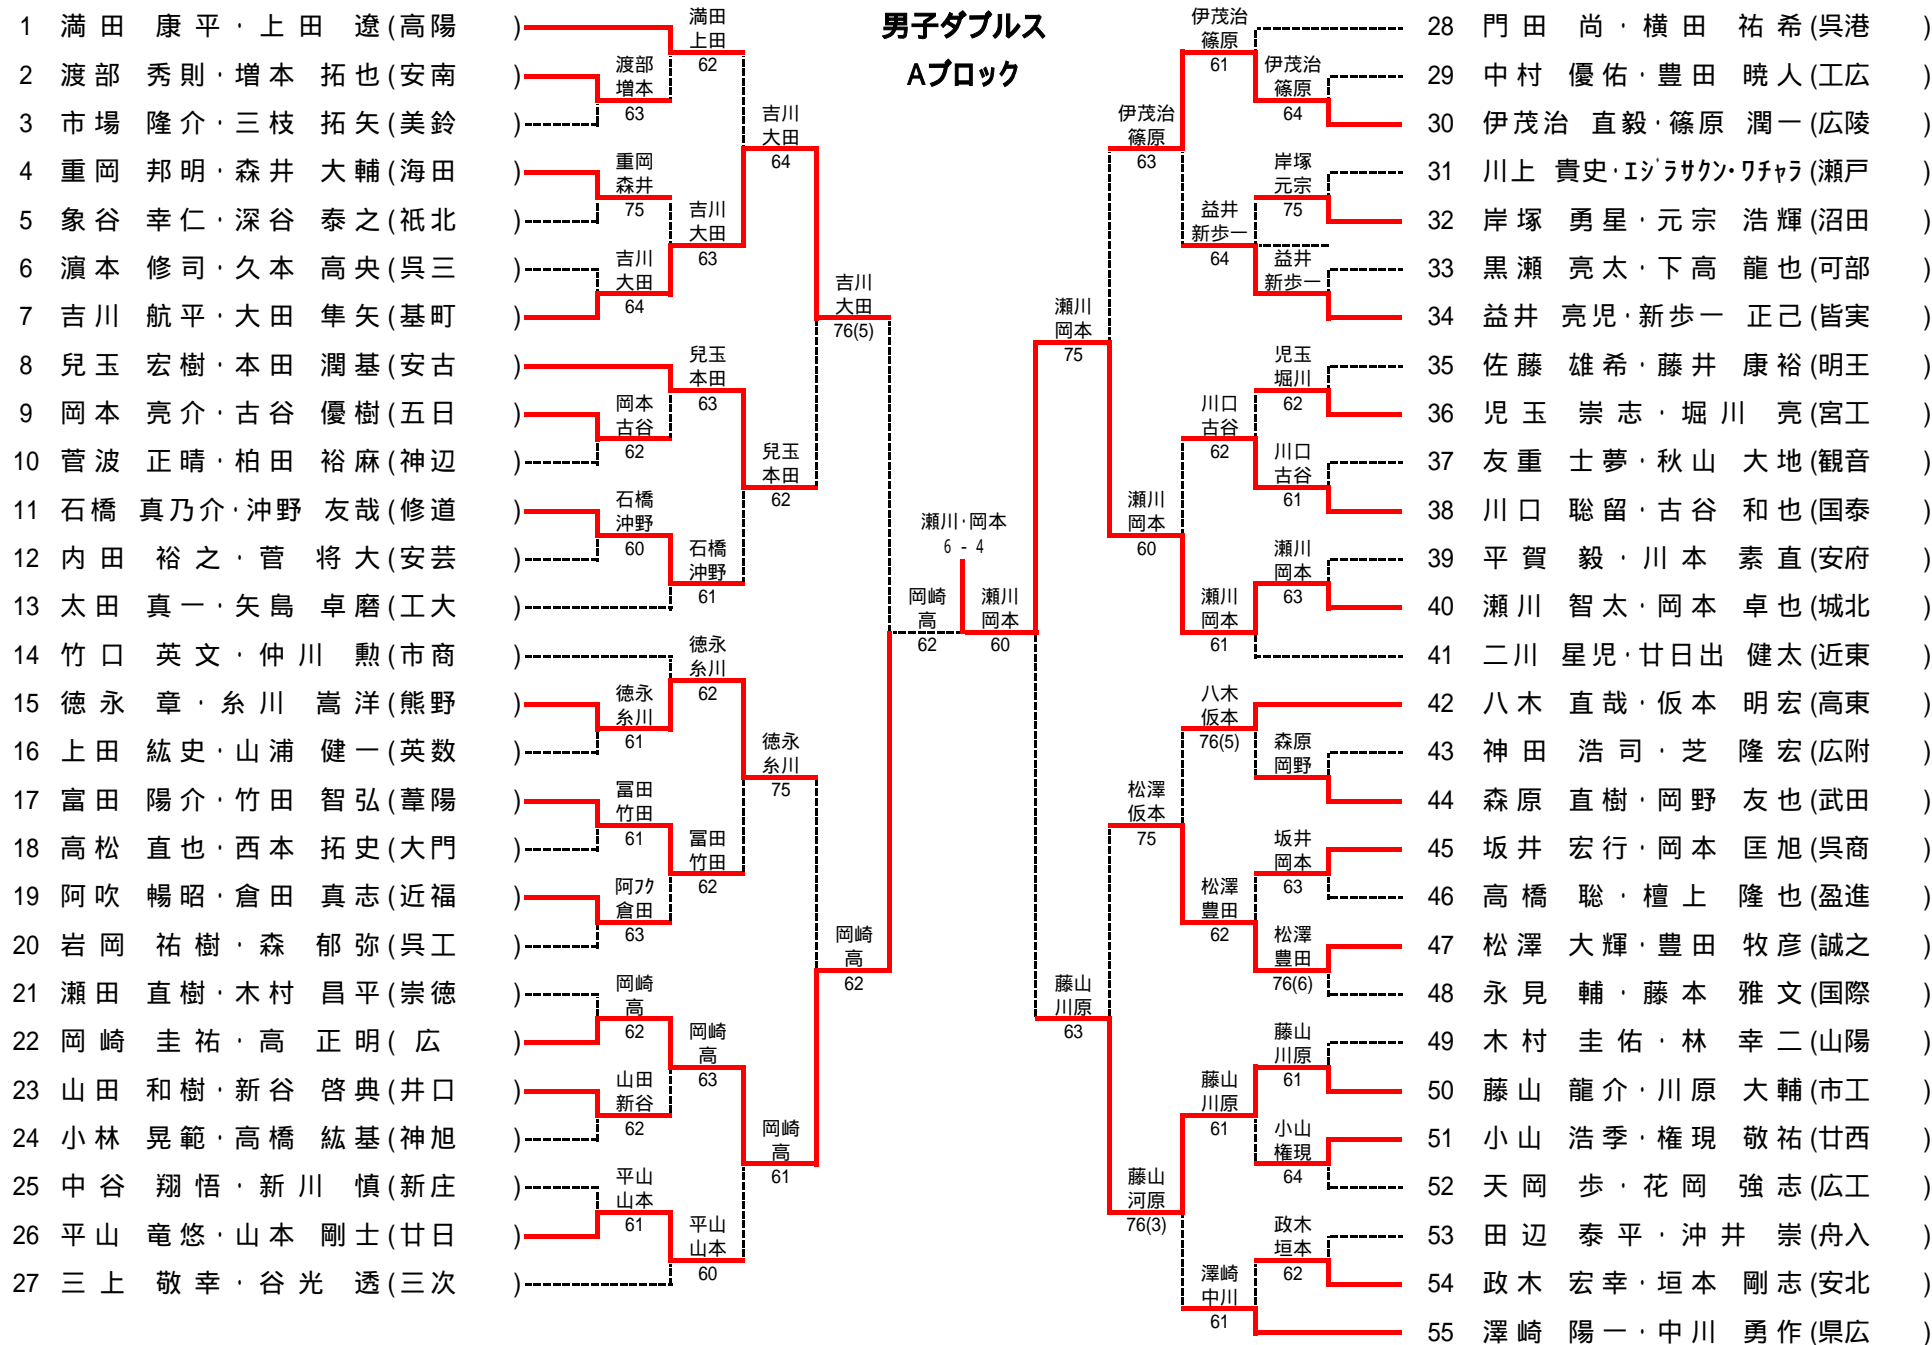 男子ダブルス
Aブロック
1 満田 康平・上田 遼(高陽 )
2 渡部 秀則・増本 拓也(安南 )
3 市場 隆介・三枝 拓矢(美鈴 )
4 重岡 邦明・森井 大輔(海田 )
5 象谷 幸仁・深谷 泰之(祇北 )
6 濵本 修司・久本 高央(呉三 )
7 吉川 航平・大田 隼矢(基町 )
8 兒玉 宏樹・本田 潤基(安古 )
9 岡本 亮介・古谷 優樹(五日 )
10 菅波 正晴・柏田 裕麻(神辺 )
11 石橋 真乃介・沖野 友哉(修道 )
12 内田 裕之・菅 将大(安芸 )
13 太田 真一・矢島 卓磨(工大 )
14 竹口 英文・仲川 勲(市商 )
15 徳永 章・糸川 嵩洋(熊野 )
16 上田 紘史・山浦 健一(英数 )
17 富田 陽介・竹田 智弘(葦陽 )
18 高松 直也・西本 拓史(大門 )
19 阿吹 暢昭・倉田 真志(近福 )
20 岩岡 祐樹・森 郁弥(呉工 )
21 瀬田 直樹・木村 昌平(崇徳 )
22 岡崎 圭祐・高 正明( 広 )
23 山田 和樹・新谷 啓典(井口 )
24 小林 晃範・高橋 紘基(神旭 )
25 中谷 翔悟・新川 慎(新庄 )
26 平山 竜悠・山本 剛士(廿日 )
27 三上 敬幸・谷光 透(三次 )
渡部
増本
63
重岡
森井
75
吉川
大田
64
岡本
古谷
62
石橋
沖野
60
徳永
糸川
61
冨田
竹田
61
阿フク
倉田
63
岡崎
高
62
山田
新谷
62
平山
山本
61
満田
上田
62
吉川
大田
63
兒玉
本田
63
石橋
沖野
61
徳永
糸川
62
冨田
竹田
62
岡崎
高
63
平山
山本
60
吉川
大田
64
兒玉
本田
62
徳永
糸川
75
岡崎
高
61
吉川
大田
76(5)
岡崎
高
62
岡崎
高
62
瀬川・岡本
6 - 4
瀬川
岡本
60
瀬川
岡本
75
藤山
川原
63
伊茂治
篠原
63
瀬川
岡本
60
松澤
仮本
75
藤山
河原
76(3)
伊茂治
篠原
61
益井
新歩一
64
川口
古谷
62
瀬川
岡本
61
八木
仮本
76(5)
松澤
豊田
62
藤山
川原
61
澤崎
中川
61
伊茂治
篠原
64
岸塚
元宗
75
益井
新歩一
児玉
堀川
62
川口
古谷
61
瀬川
岡本
63
森原
岡野
坂井
岡本
63
松澤
豊田
76(6)
藤山
川原
61
小山
権現
64
政木
垣本
62
28 門田 尚・横田 祐希(呉港 )
29 中村 優佑・豊田 暁人(工広 )
30 伊茂治 直毅・篠原 潤一(広陵 )
31 川上 貴史・エジラサクン・ワチャラ(瀬戸 )
32 岸塚 勇星・元宗 浩輝(沼田 )
33 黒瀬 亮太・下高 龍也(可部 )
34 益井 亮児・新歩一 正己(皆実 )
35 佐藤 雄希・藤井 康裕(明王 )
36 児玉 崇志・堀川 亮(宮工 )
37 友重 士夢・秋山 大地(観音 )
38 川口 聡留・古谷 和也(国泰 )
39 平賀 毅・川本 素直(安府 )
40 瀬川 智太・岡本 卓也(城北 )
41 二川 星児・廿日出 健太(近東 )
42 八木 直哉・仮本 明宏(高東 )
43 神田 浩司・芝 隆宏(広附 )
44 森原 直樹・岡野 友也(武田 )
45 坂井 宏行・岡本 匡旭(呉商 )
46 高橋 聡・檀上 隆也(盈進 )
47 松澤 大輝・豊田 牧彦(誠之 )
48 永見 輔・藤本 雅文(国際 )
49 木村 圭佑・林 幸二(山陽 )
50 藤山 龍介・川原 大輔(市工 )
51 小山 浩季・権現 敬祐(廿西 )
52 天岡 歩・花岡 強志(広工 )
53 田辺 泰平・沖井 崇(舟入 )
54 政木 宏幸・垣本 剛志(安北 )
55 澤崎 陽一・中川 勇作(県広 )